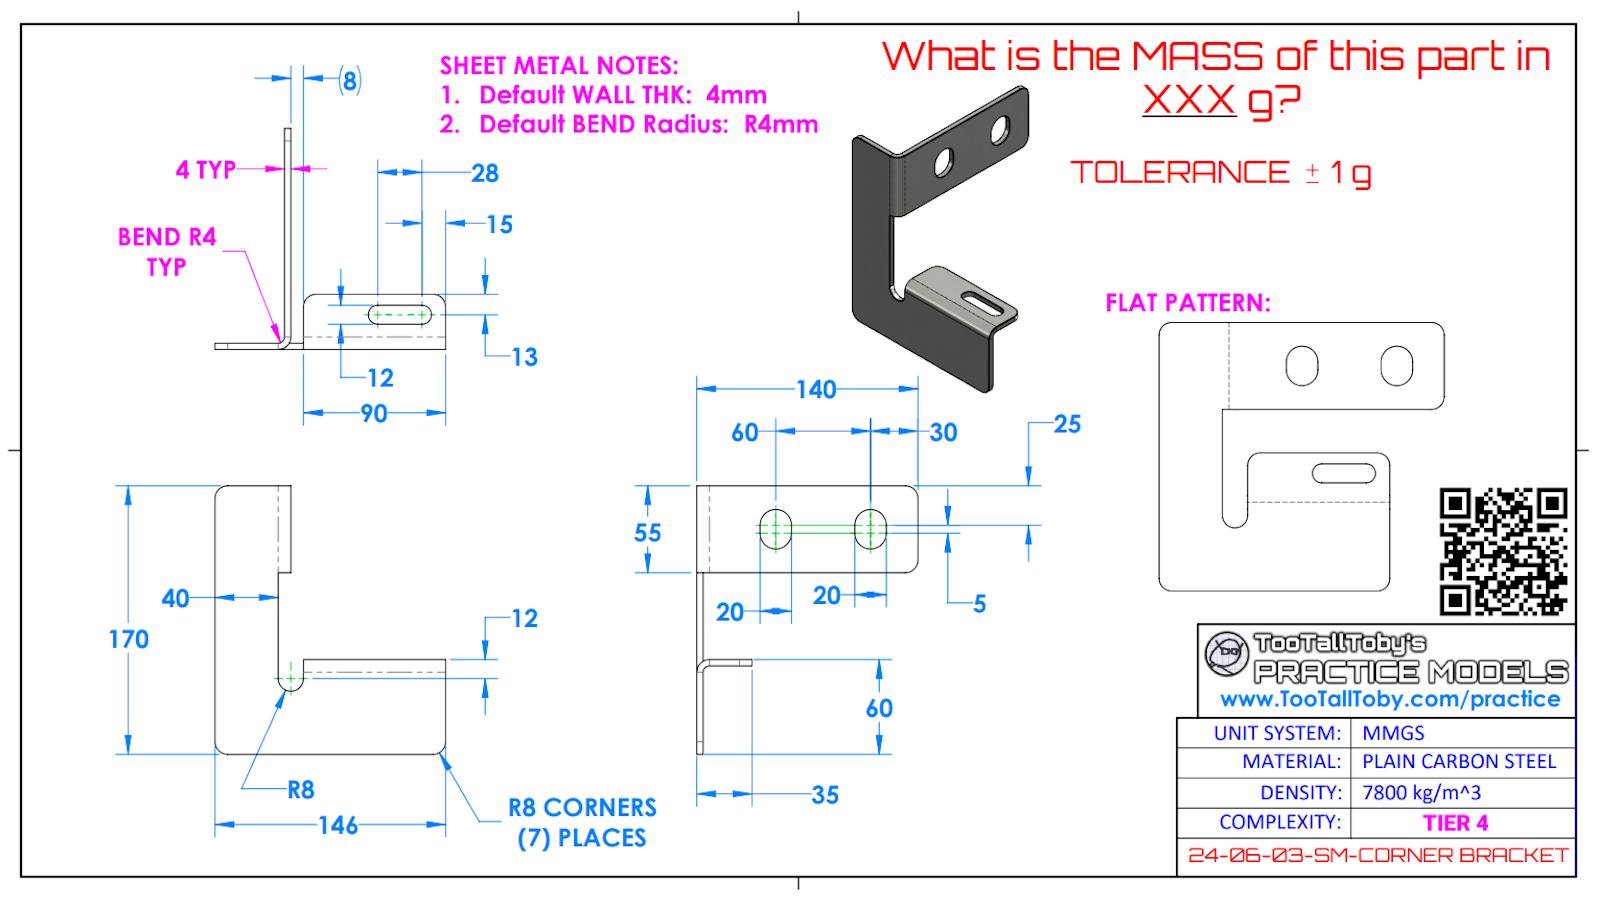 What is the MASS of this part in
XXX g?
TOLERANCE ± 1 g
SHEET METAL NOTES:
1. Default WALL THK: 4mm
2. Default BEND Radius: R4mm
(8)
4 TYP
28
15
BEND R4
TYP
13
12
90
FLAT PATTERN:
140
60
30
25
55
40
170
20
20
5
12
60
R8
35
146
R8 CORNERS
(7) PLACES
TooTallToby's
PRACTICE MODELS
www.TooTallToby.com/practice
UNIT SYSTEM: MMGS
MATERIAL: PLAIN CARBON STEEL
DENSITY: 7800 kg/m^3
COMPLEXITY: TIER 4
24-06-03-SM-CORNER BRACKET